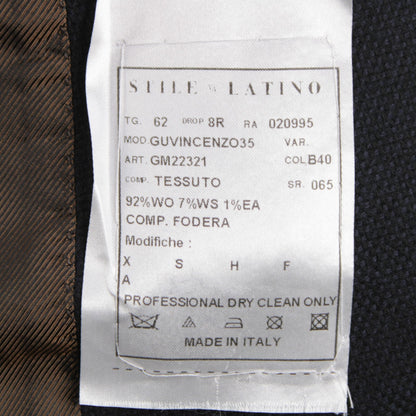 STILE LATINO
TG. 62 DROP 8R RA 020995
MOD GUVINCENZO35 VAR.
ART. GM22321 COL. B40
COMP. TESSUTO SR. 065
92%WO 7%WS 1%EA
COMP. FODERA
Modifiche :
X S H F
A
PROFESSIONAL DRY CLEAN ONLY
MADE IN ITALY